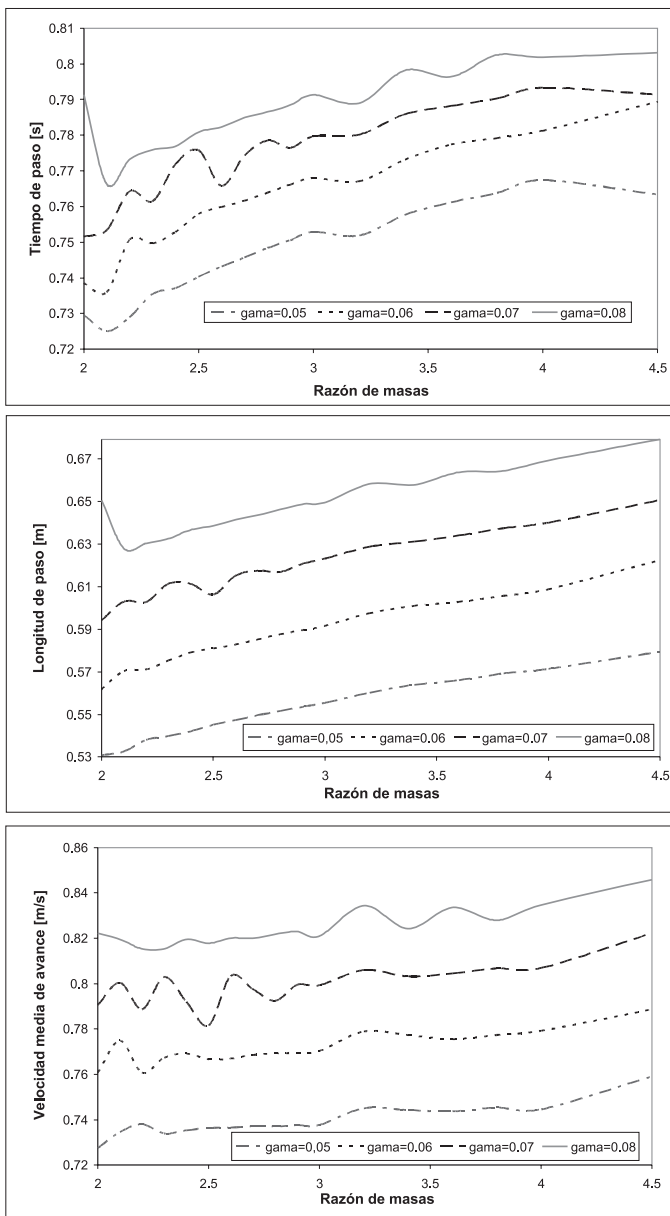 Tiempo de paso [s]
0.81
0.8
0.79
0.78
0.77
0.76
0.75
0.74
0.73
0.72
gama=0.05 gama=0.06 gama=0.07 gama=0.08
2 2.5 3 3.5 4 4.5
Razón de masas
Longitud de paso [m]
0.67
0.65
0.63
0.61
0.59
0.57
0.55
0.53
gama=0,05 gama=0.06 gama=0.07 gama=0.08
2 2.5 3 3.5 4 4.5
Razón de masas
Velocidad media de avance [m/s]
0.86
0.84
0.82
0.8
0.78
0.76
0.74
0.72
gama=0,05 gama=0.06 gama=0.07 gama=0.08
2 2.5 3 3.5 4 4.5
Razón de masas